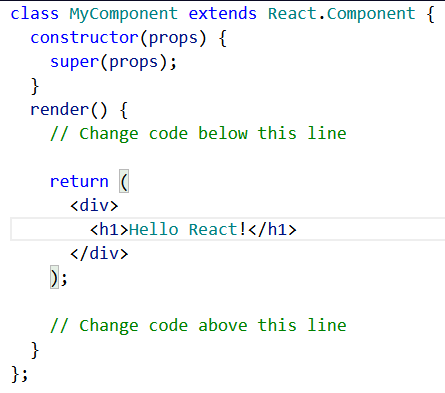 class MyComponent extends React.Component {
  constructor(props) {
    super(props);
  }
  render() {
    // Change code below this line

    return (
      <div>
        <h1>Hello React!</h1>
      </div>
    );

    // Change code above this line
  }
};